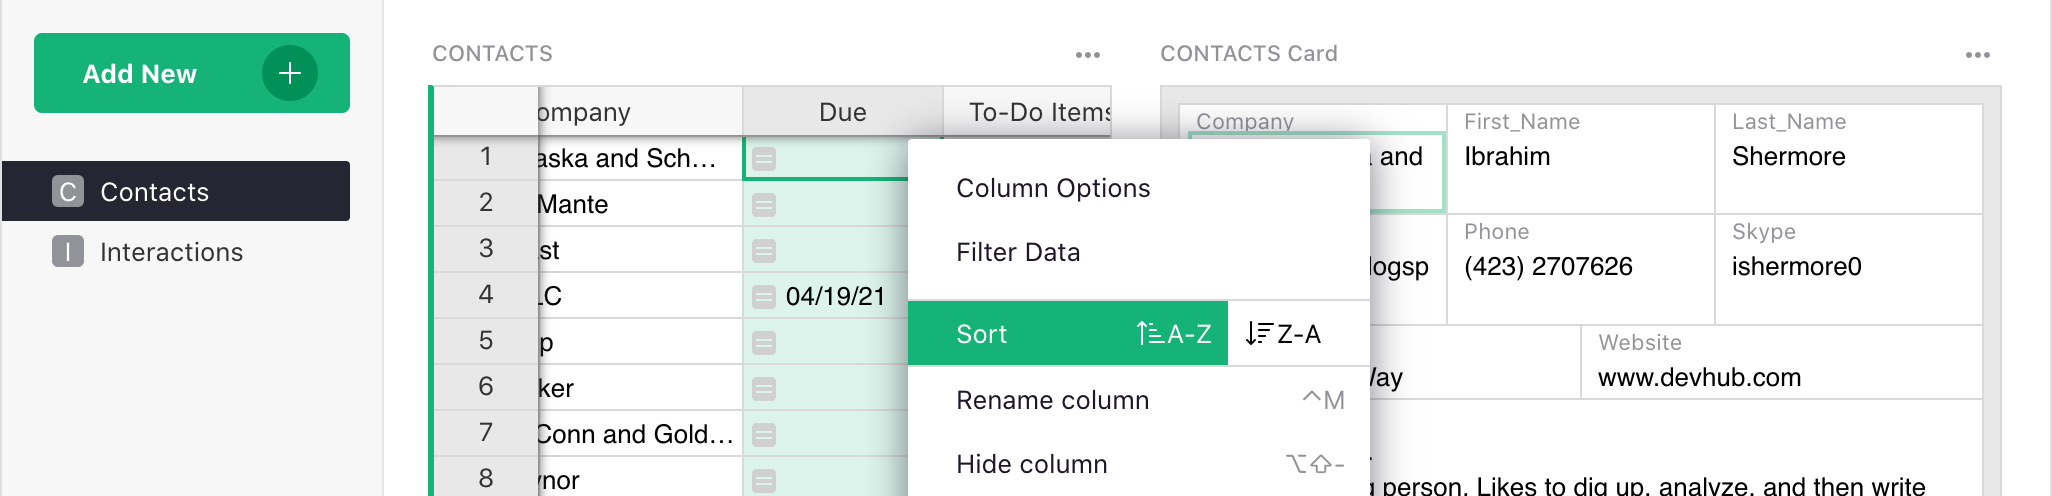 Add New
C Contacts
I Interactions
CONTACTS
ompany Due To-Do Items
1 aska and Sch…
2 Mante
3 st
4 LC 04/19/21
5 p
6 ker
7 Conn and Gold…
8 nor
Column Options
Filter Data
Sort A-Z Z-A
Rename column ^M
Hide column ⌥⇧-
CONTACTS Card
Company First_Name Last_Name
and Ibrahim Shermore
Phone Skype
logsp (423) 2707626 ishermore0
Website
Way www.devhub.com
person. Likes to dig up, analyze, and then write